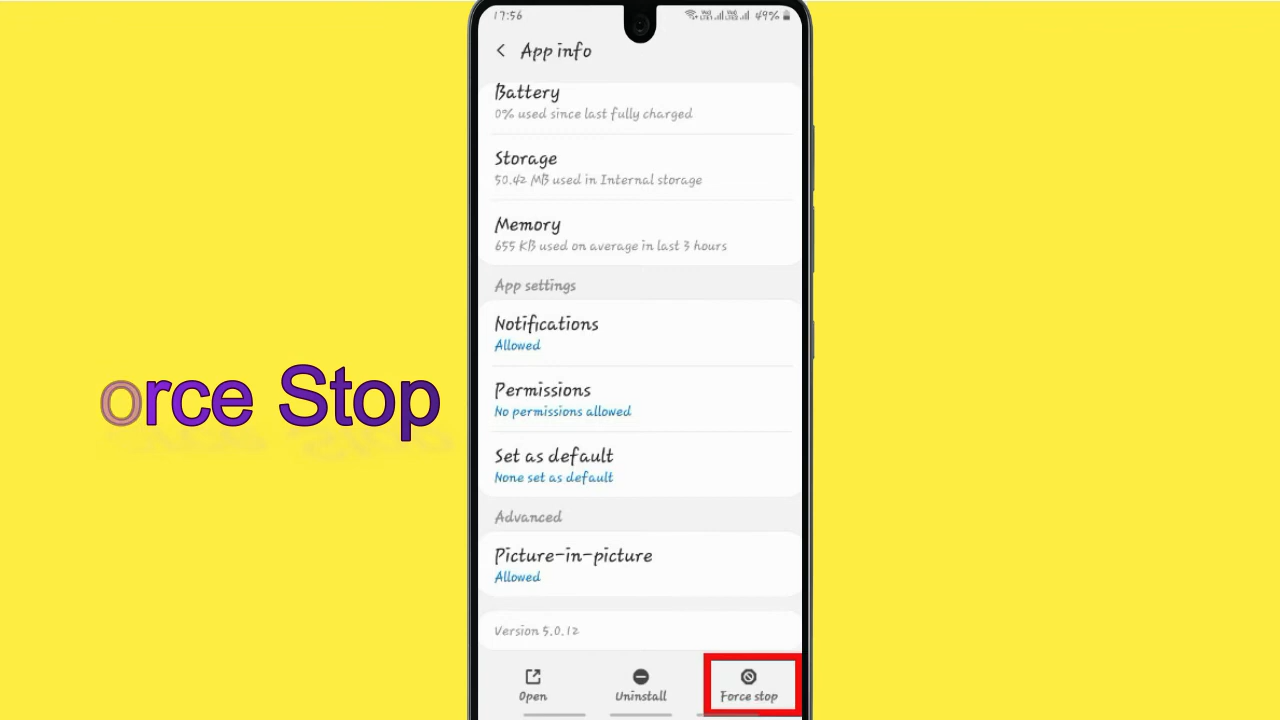 17:56
49%
App info
Battery
0% used since last fully charged
Storage
50.42 MB used in Internal storage
Memory
655 KB used on average in last 3 hours
App settings
Notifications
Allowed
Permissions
No permissions allowed
orce Stop
Set as default
None set as default
Advanced
Picture-in-picture
Allowed
Version 5.0.12
Open
Uninstall
Force stop